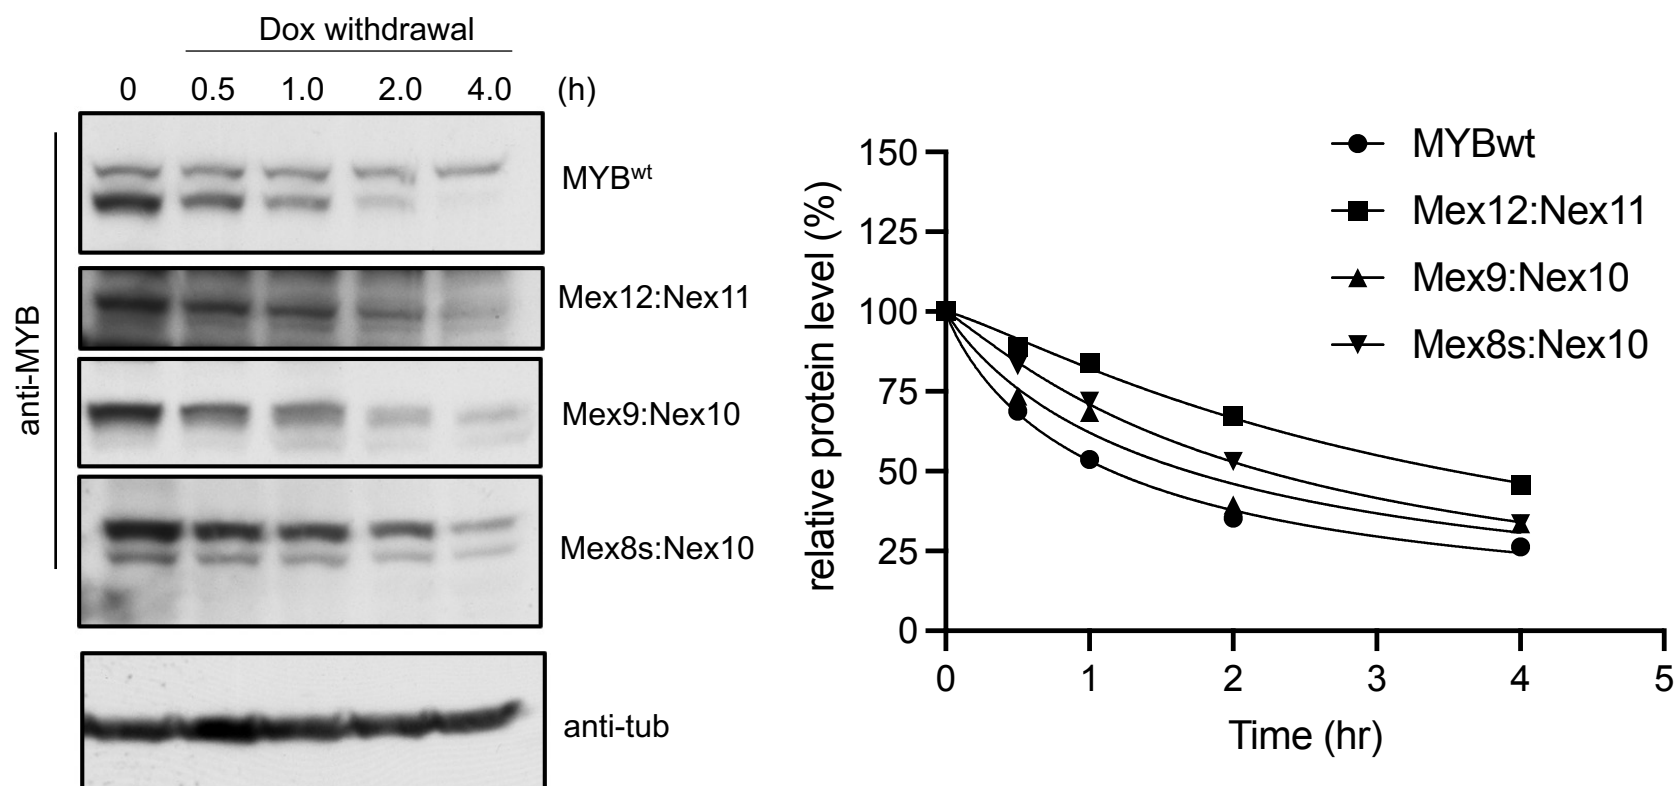 Dox withdrawal
0 0.5 1.0 2.0 4.0 (h)
anti-MYB
MYBwt
Mex12:Nex11
Mex9:Nex10
Mex8s:Nex10
anti-tub
relative protein level (%)
150
125
100
75
50
25
0
0 1 2 3 4 5
Time (hr)
MYBwt
Mex12:Nex11
Mex9:Nex10
Mex8s:Nex10